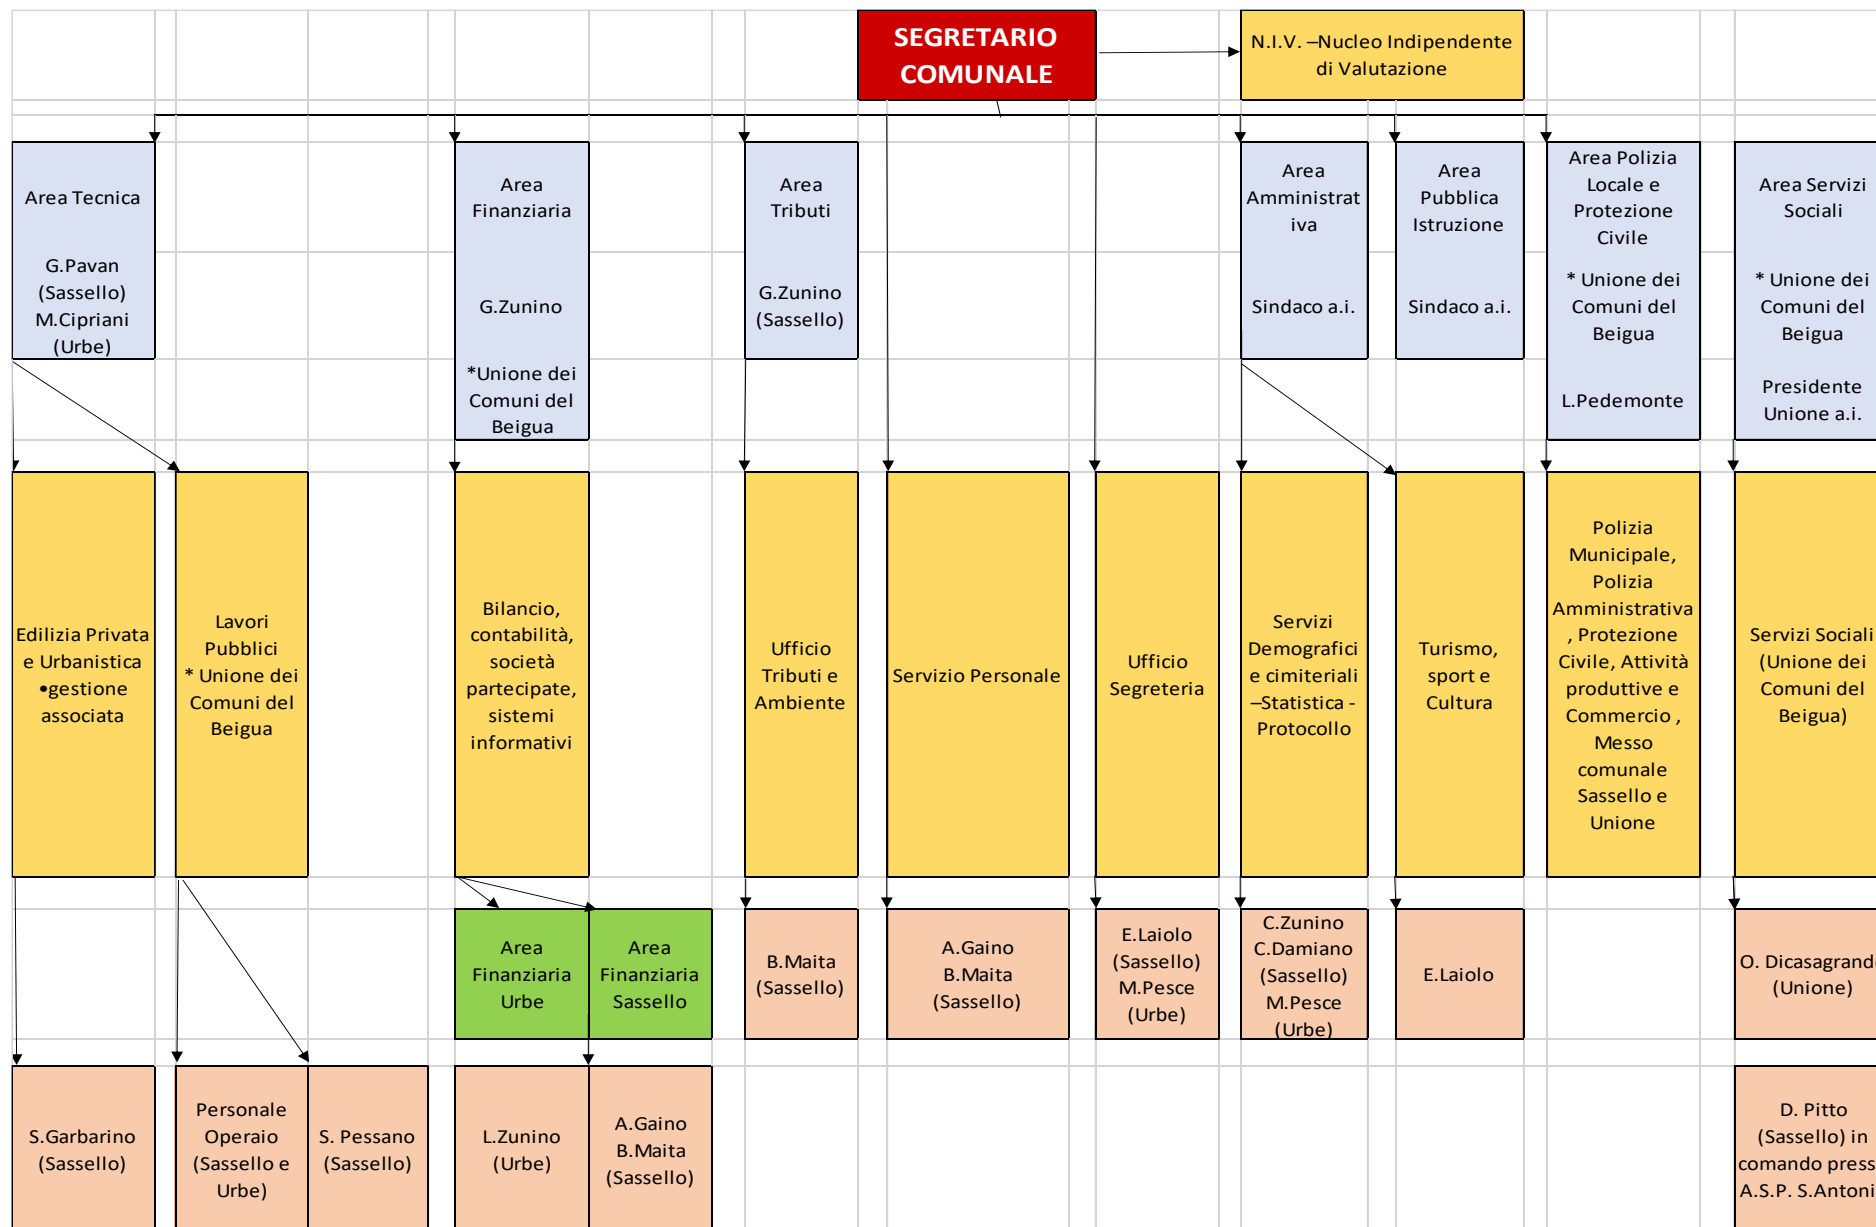 SEGRETARIO
COMUNALE
N.I.V. –Nucleo Indipendente
di Valutazione
Area Tecnica
G.Pavan
(Sassello)
M.Cipriani
(Urbe)
Area
Finanziaria
G.Zunino
*Unione dei
Comuni del
Beigua
Area
Tributi
G.Zunino
(Sassello)
Area
Amministrat
iva
Sindaco a.i.
Area
Pubblica
Istruzione
Sindaco a.i.
Area Polizia
Locale e
Protezione
Civile
* Unione dei
Comuni del
Beigua
L.Pedemonte
Area Servizi
Sociali
* Unione dei
Comuni del
Beigua
Presidente
Unione a.i.
Edilizia Privata
e Urbanistica
•gestione
associata
Lavori
Pubblici
* Unione dei
Comuni del
Beigua
Bilancio,
contabilità,
società
partecipate,
sistemi
informativi
Ufficio
Tributi e
Ambiente
Servizio Personale
Ufficio
Segreteria
Servizi
Demografici
e cimiteriali
–Statistica -
Protocollo
Turismo,
sport e
Cultura
Polizia
Municipale,
Polizia
Amministrativa
, Protezione
Civile, Attività
produttive e
Commercio ,
Messo
comunale
Sassello e
Unione
Servizi Sociali
(Unione dei
Comuni del
Beigua)
Area
Finanziaria
Urbe
Area
Finanziaria
Sassello
B.Maita
(Sassello)
A.Gaino
B.Maita
(Sassello)
E.Laiolo
(Sassello)
M.Pesce
(Urbe)
C.Zunino
C.Damiano
(Sassello)
M.Pesce
(Urbe)
E.Laiolo
O. Dicasagrand
(Unione)
S.Garbarino
(Sassello)
Personale
Operaio
(Sassello e
Urbe)
S. Pessano
(Sassello)
L.Zunino
(Urbe)
A.Gaino
B.Maita
(Sassello)
D. Pitto
(Sassello) in
comando press
A.S.P. S.Antoni